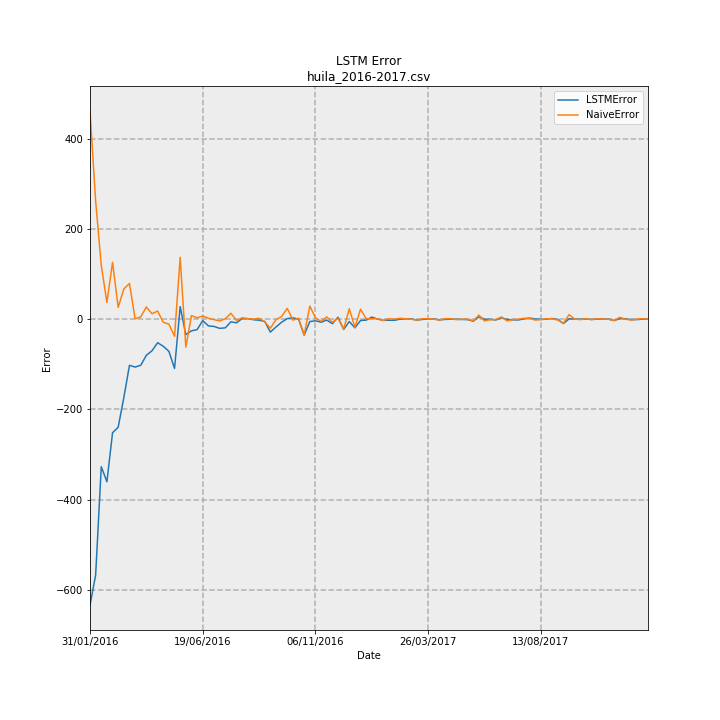 LSTM Error
huila_2016-2017.csv
LSTMError
NaiveError
Error
400
200
0
−200
−400
−600
31/01/2016 19/06/2016 06/11/2016 26/03/2017 13/08/2017
Date